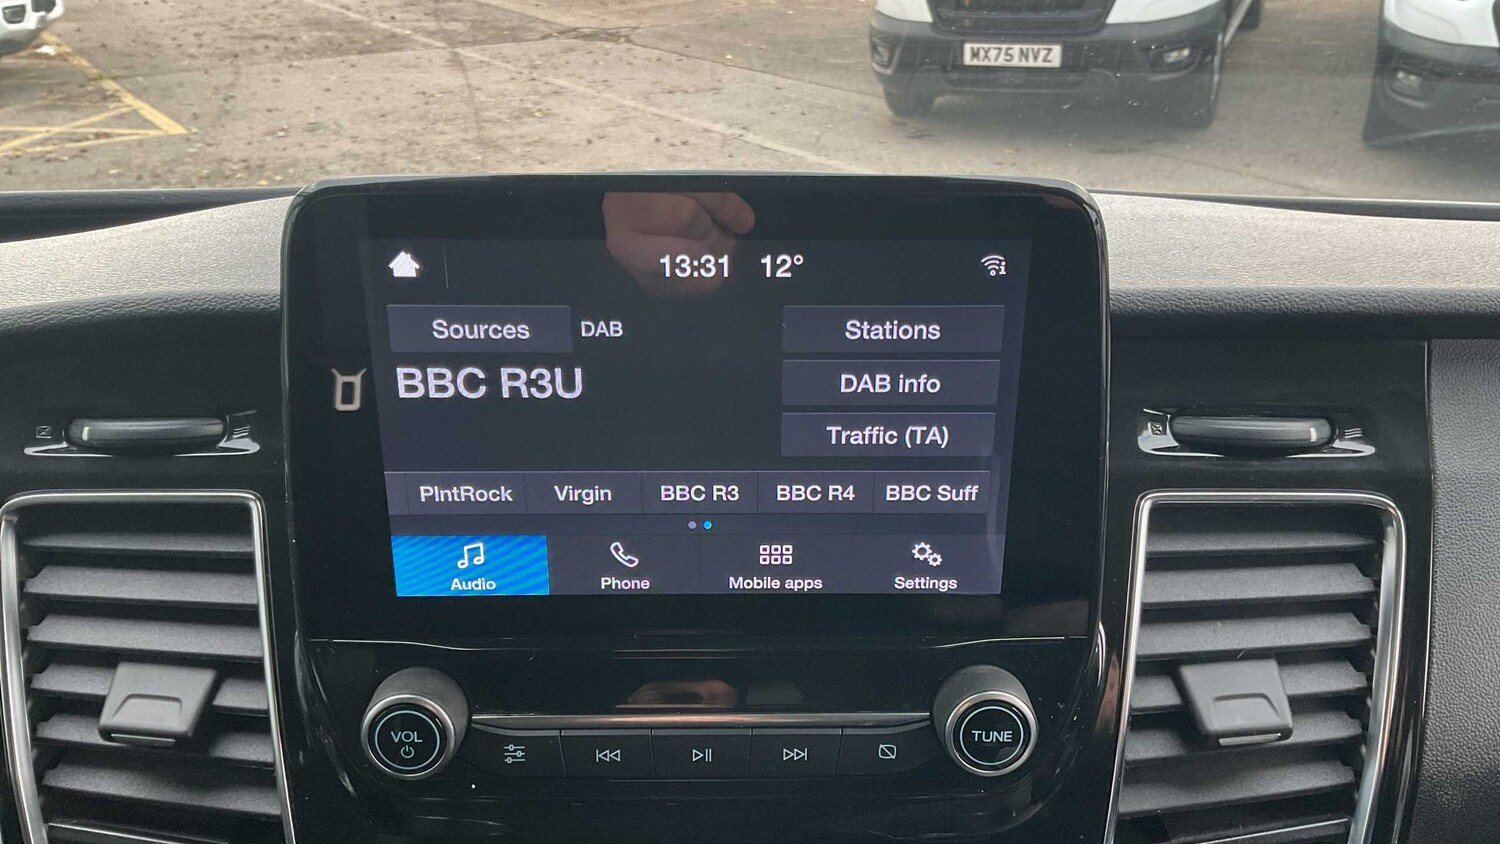 MX75 NVZ
13:31 12°
Sources DAB Stations
BBC R3U DAB info
Traffic (TA)
PlntRock Virgin BBC R3 BBC R4 BBC Suff
Audio Phone Mobile apps Settings
VOL TUNE